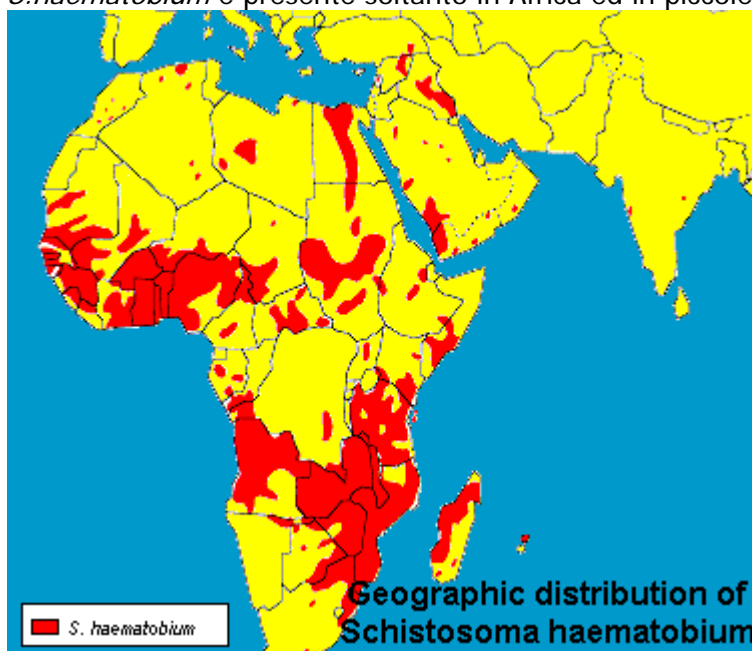 S.haematobium è presente soltanto in Africa ed in piccole
S. haematobium
Geographic distribution of
Schistosoma haematobium